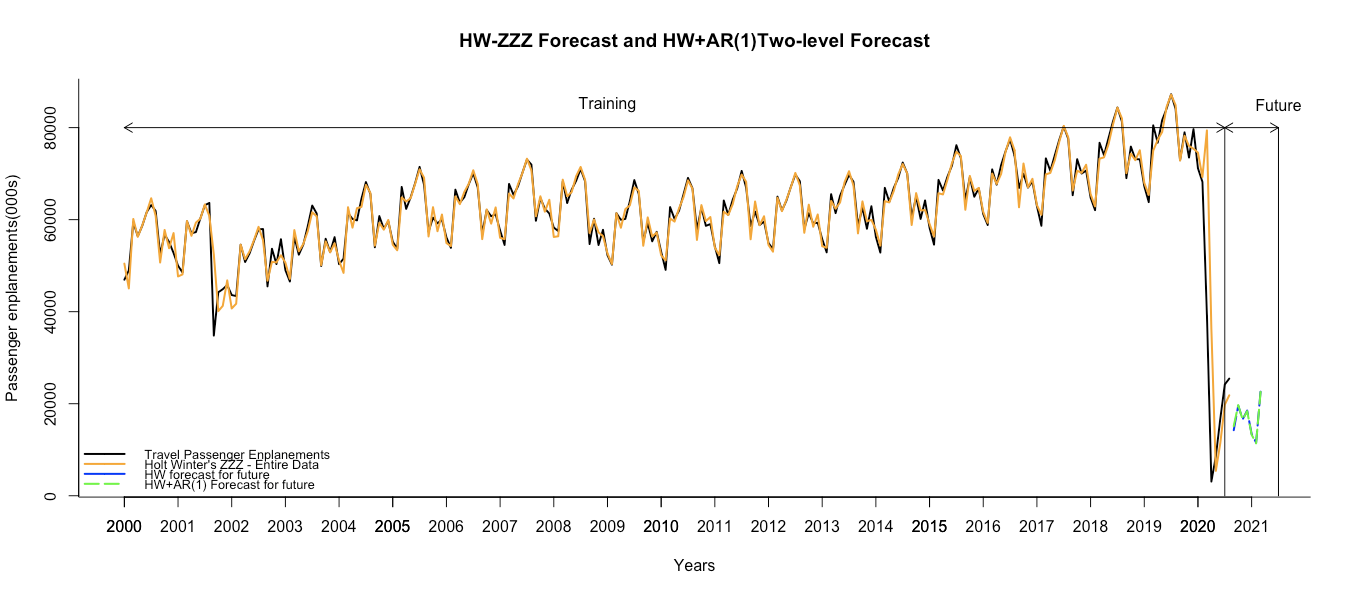 HW-ZZZ Forecast and HW+AR(1)Two-level Forecast
Training
Future
Passenger enplanements(000s)
80000
60000
40000
20000
0
Travel Passenger Enplanements
Holt Winter's ZZZ - Entire Data
HW forecast for future
HW+AR(1) Forecast for future
2000 2001 2002 2003 2004 2005 2006 2007 2008 2009 2010 2011 2012 2013 2014 2015 2016 2017 2018 2019 2020 2021
Years